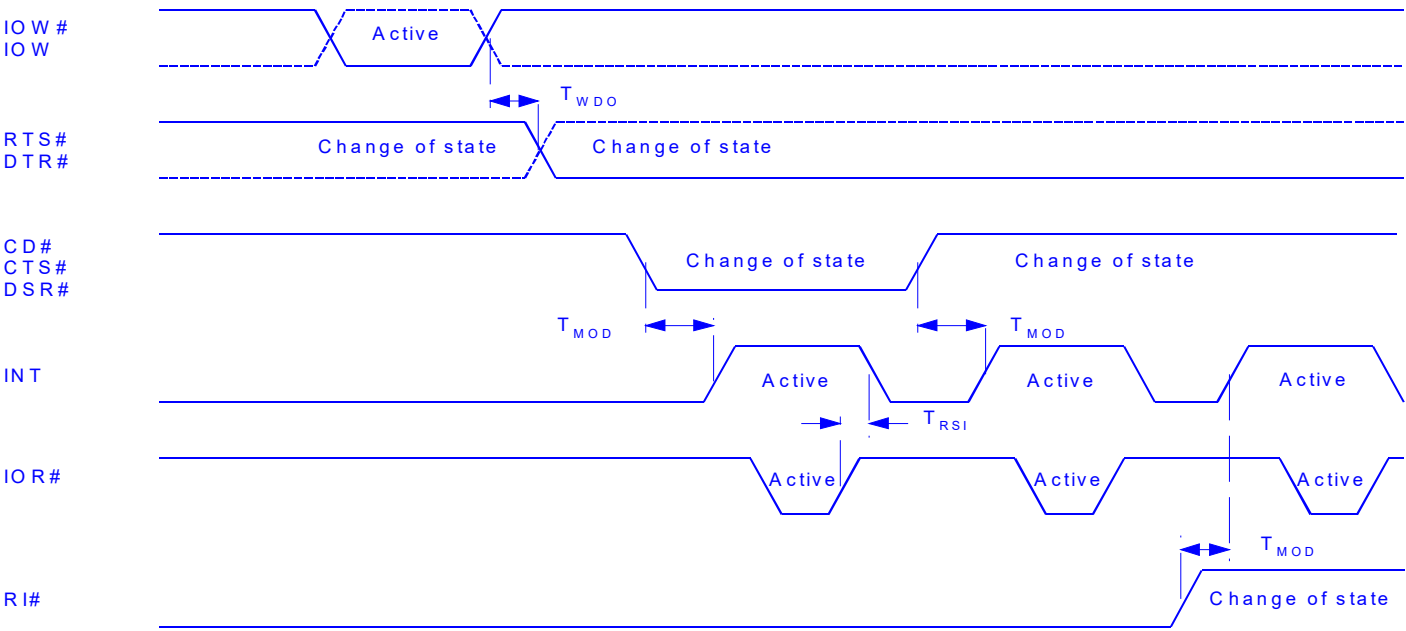 IOW#
IOW
Active
TWDO
RTS#
DTR#
Change of state
Change of state
CD#
CTS#
DSR#
Change of state
Change of state
TMOD
TMOD
INT
Active
Active
Active
TRSI
IOR#
Active
Active
Active
TMOD
RI#
Change of state